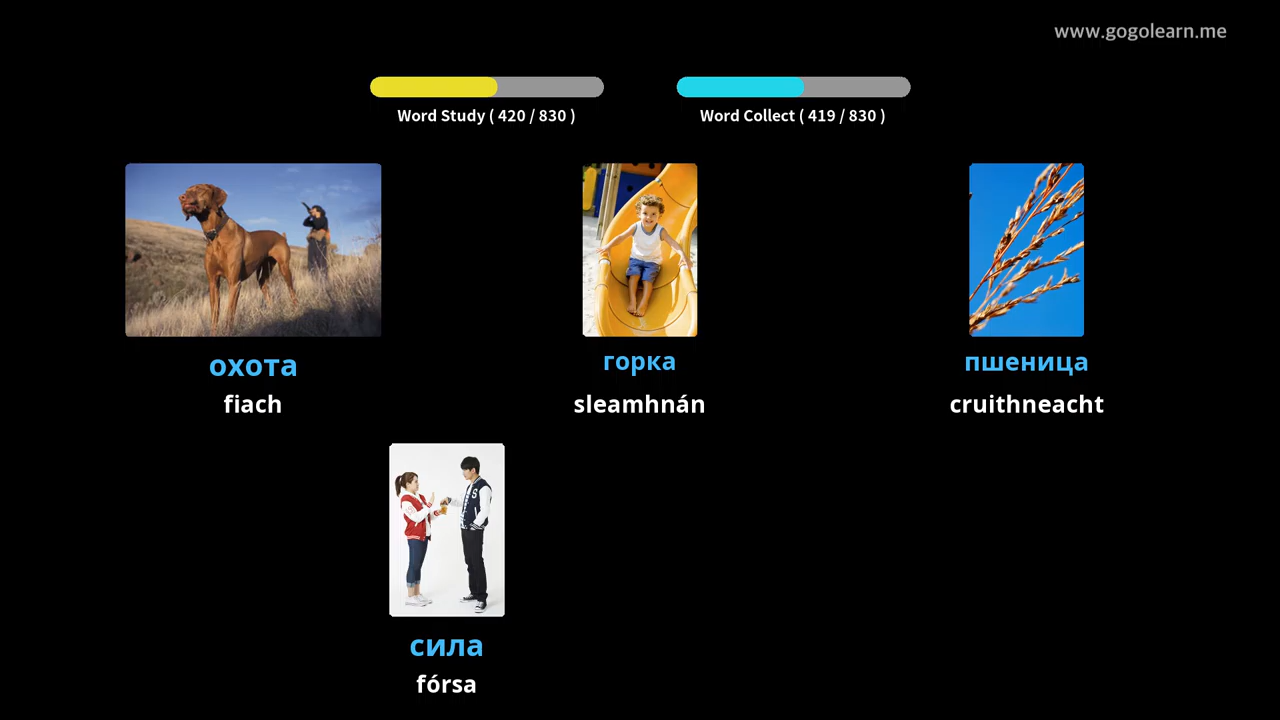 www.gogolearn.me
Word Study ( 420 / 830 )
Word Collect ( 419 / 830 )
охота
горка
пшеница
fiach
sleamhnán
cruithneacht
S
сила
fórsa